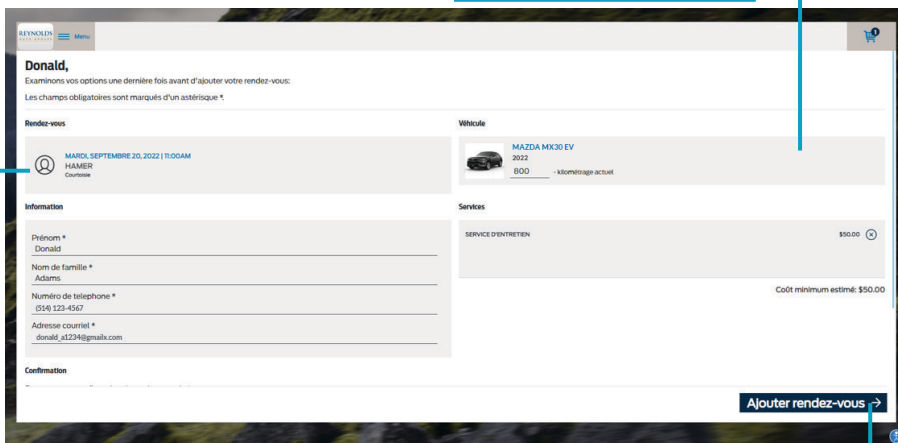 REYNOLDS
AUTO GROUPE
Menu
1
Donald,
Examinons vos options une dernière fois avant d'ajouter votre rendez-vous:
Les champs obligatoires sont marqués d'un astérisque *.
Rendez-vous
MARDI, SEPTEMBRE 20, 2022 | 11:00AM
HAMER
Courtoisie
Véhicule
MAZDA MX30 EV
2022
800 - kilométrage actuel
Information
Prénom *
Donald
Nom de famille *
Adams
Numéro de telephone *
(514) 123-4567
Adresse courriel *
donald_a1234@gmailx.com
Services
SERVICE D'ENTRETIEN $50.00
Coût minimum estimé: $50.00
Confirmation
Ajouter rendez-vous →